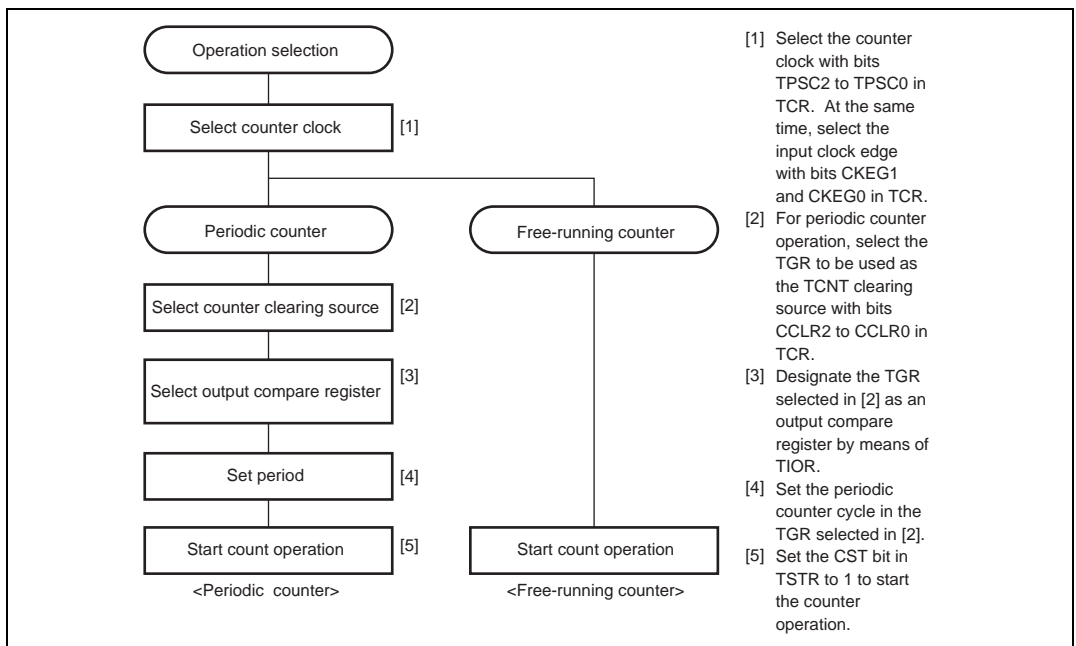 Operation selection
Select counter clock
[1]
Periodic counter
Free-running counter
Select counter clearing source
[2]
Select output compare register
[3]
Set period
[4]
Start count operation
[5]
Start count operation
<Periodic counter>
<Free-running counter>
[1] Select the counter
clock with bits
TPSC2 to TPSC0 in
TCR. At the same
time, select the
input clock edge
with bits CKEG1
and CKEG0 in TCR.
[2] For periodic counter
operation, select the
TGR to be used as
the TCNT clearing
source with bits
CCLR2 to CCLR0 in
TCR.
[3] Designate the TGR
selected in [2] as an
output compare
register by means of
TIOR.
[4] Set the periodic
counter cycle in the
TGR selected in [2].
[5] Set the CST bit in
TSTR to 1 to start
the counter
operation.